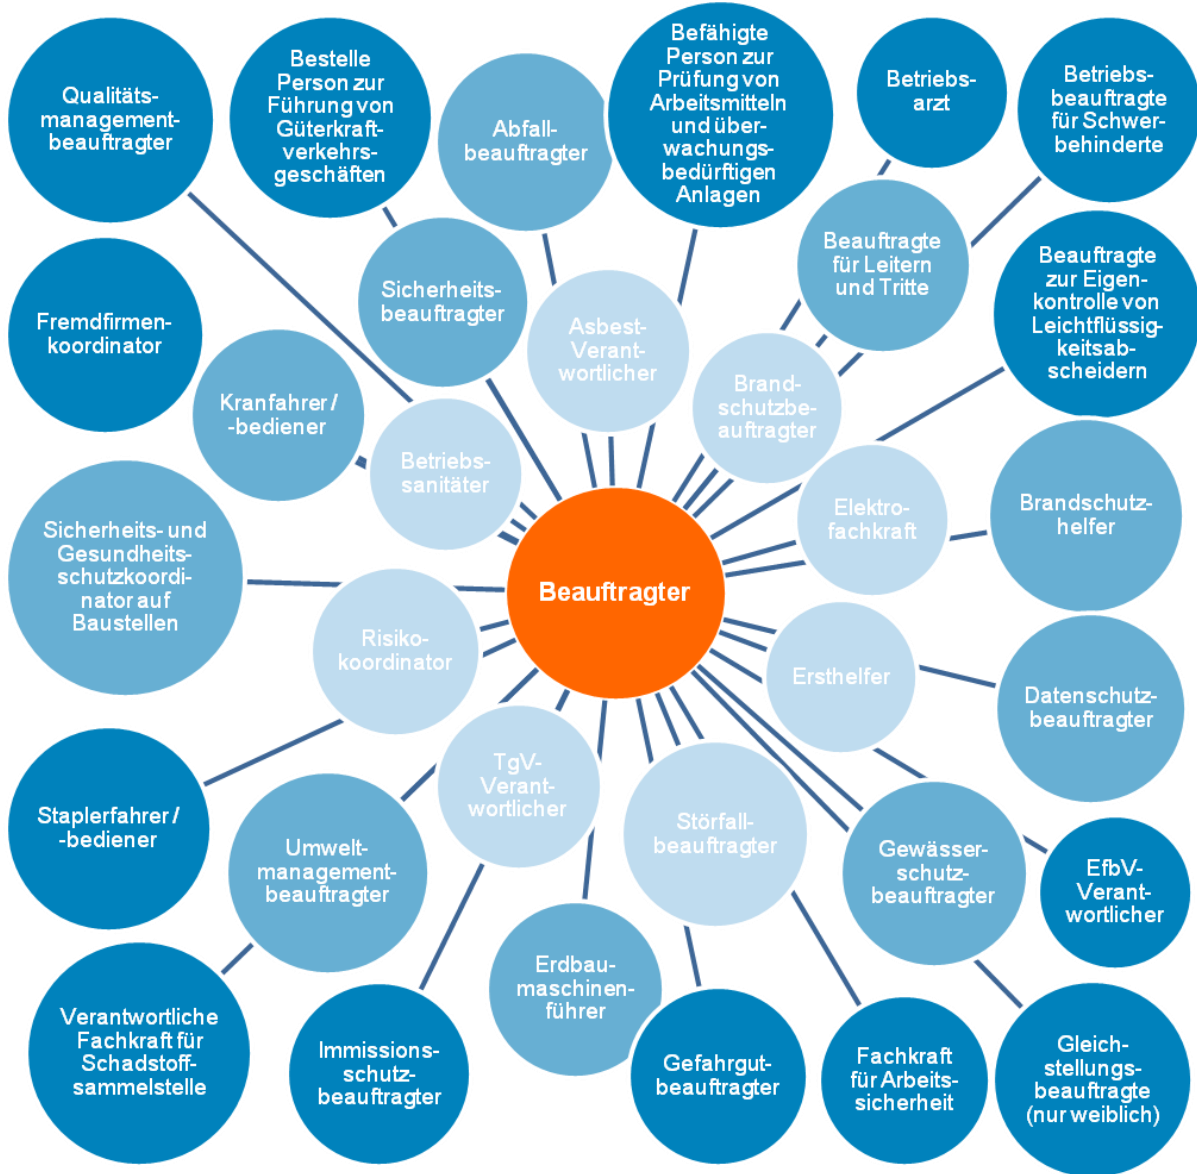 Qualitäts-
management-
beauftragter
Bestelle
Person zur
Führung von
Güterkraft-
verkehrs-
geschäften
Abfall-
beauftragter
Befähigte
Person zur
Prüfung von
Arbeitsmitteln
und über-
wachungs-
bedürftigen
Anlagen
Betriebs-
arzt
Betriebs-
beauftragte
für Schwer-
behinderte
Sicherheits-
beauftragter
Beauftragte
für Leitern
und Tritte
Beauftragte
zur Eigen-
kontrolle von
Leichtflüssig-
keitsab-
scheidern
Fremdfirmen-
koordinator
Asbest-
Verant-
wortlicher
Kranfahrer /
-bediener
Brand-
schutzbe-
auftragter
Betriebs-
sanitäter
Elektro-
fachkraft
Brandschutz-
helfer
Sicherheits- und
Gesundheits-
schutzkoordi-
nator auf
Baustellen
Beauftragter
Risiko-
koordinator
Ersthelfer
Datenschutz-
beauftragter
Staplerfahrer /
-bediener
TgV-
Verant-
wortlicher
Störfall-
beauftragter
Umwelt-
management-
beauftragter
Gewässer-
schutz-
beauftragter
EfbV-
Verant-
wortlicher
Erdbau-
maschinen-
führer
Verantwortliche
Fachkraft für
Schadstoff-
sammelstelle
Immissions-
schutz-
beauftragter
Gefahrgut-
beauftragter
Fachkraft
für Arbeits-
sicherheit
Gleich-
stellungs-
beauftragte
(nur weiblich)